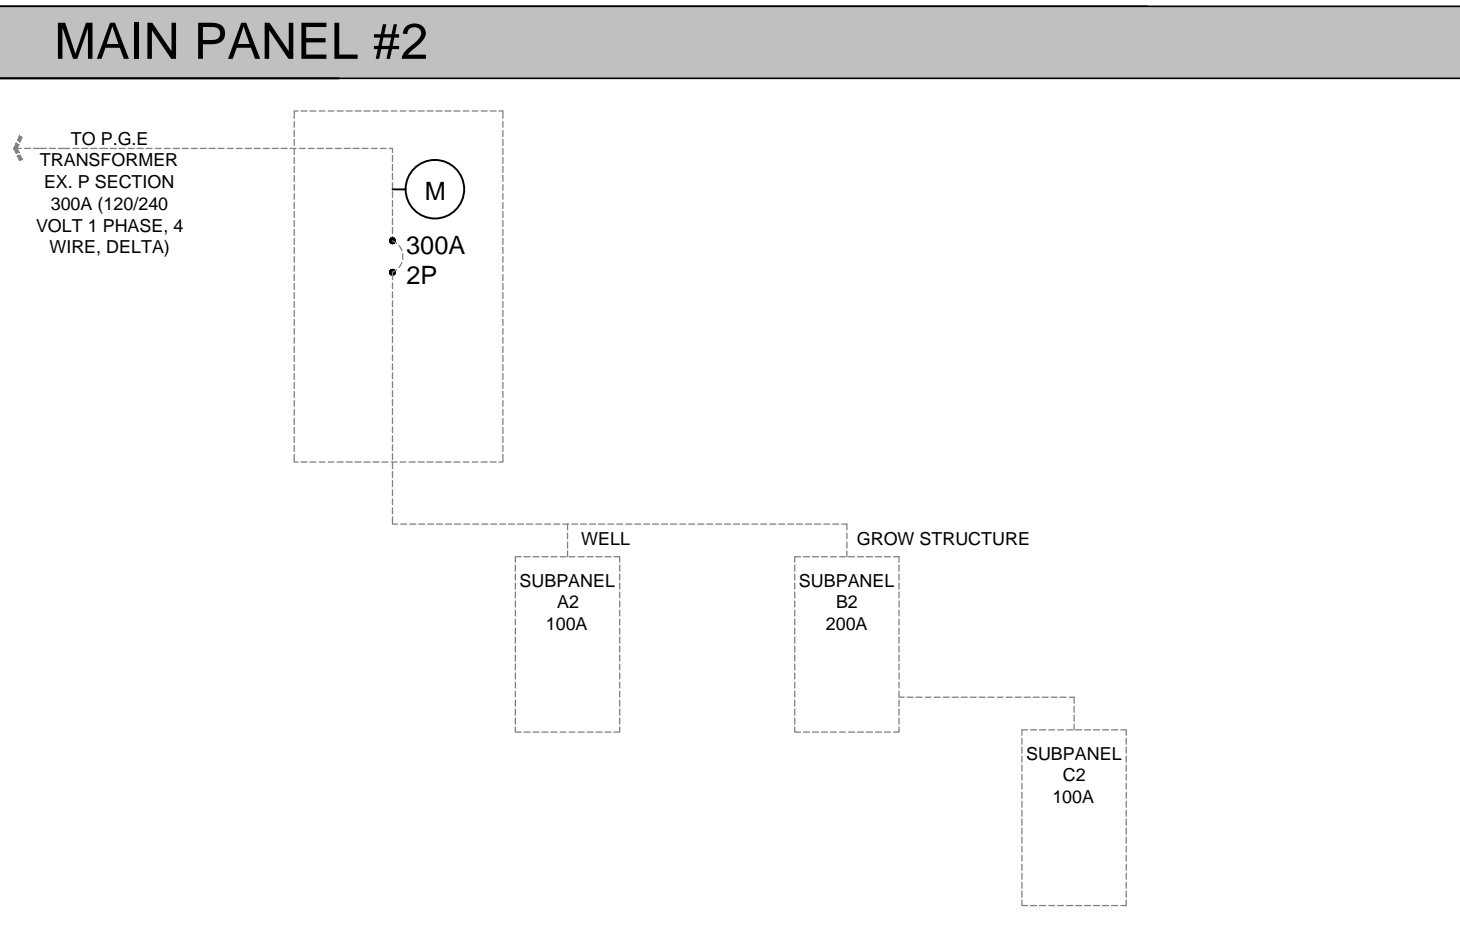 MAIN PANEL #2
TO P.G.E
TRANSFORMER
EX. P SECTION
300A (120/240
VOLT 1 PHASE, 4
WIRE, DELTA)
M
300A
2P
WELL
GROW STRUCTURE
SUBPANEL
A2
100A
SUBPANEL
B2
200A
SUBPANEL
C2
100A